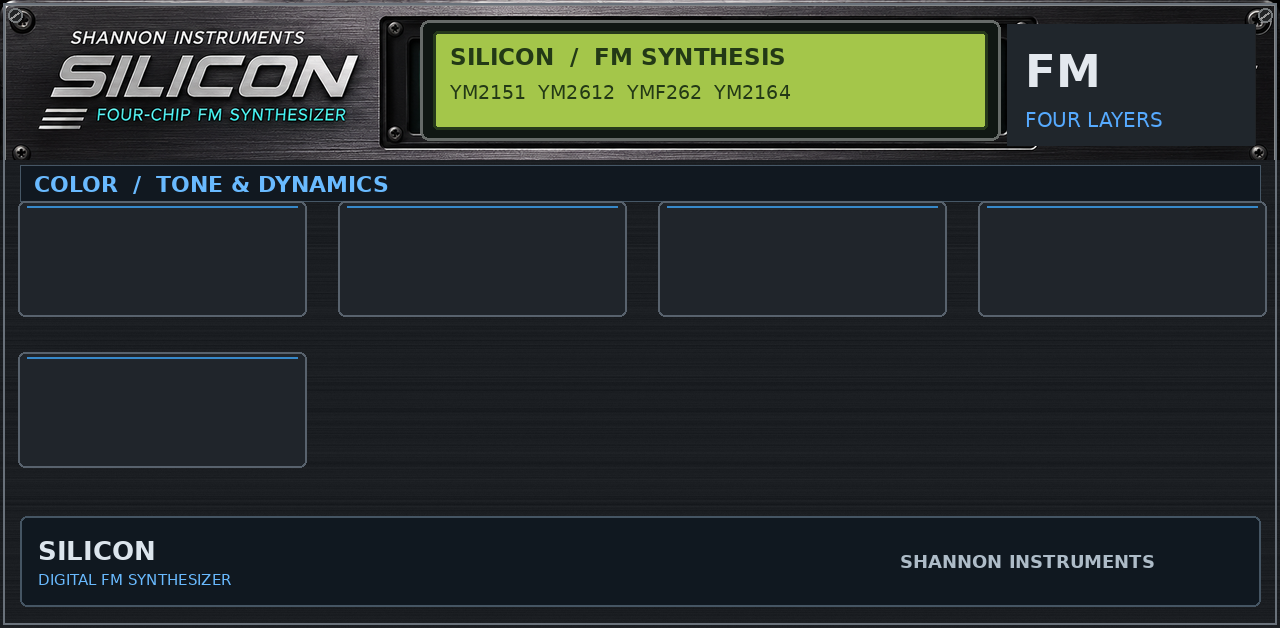 SHANNON INSTRUMENTS
SILICON
FOUR-CHIP FM SYNTHESIZER
SILICON / FM SYNTHESIS
YM2151 YM2612 YMF262 YM2164
FM
FOUR LAYERS
COLOR / TONE & DYNAMICS
SILICON
DIGITAL FM SYNTHESIZER
SHANNON INSTRUMENTS